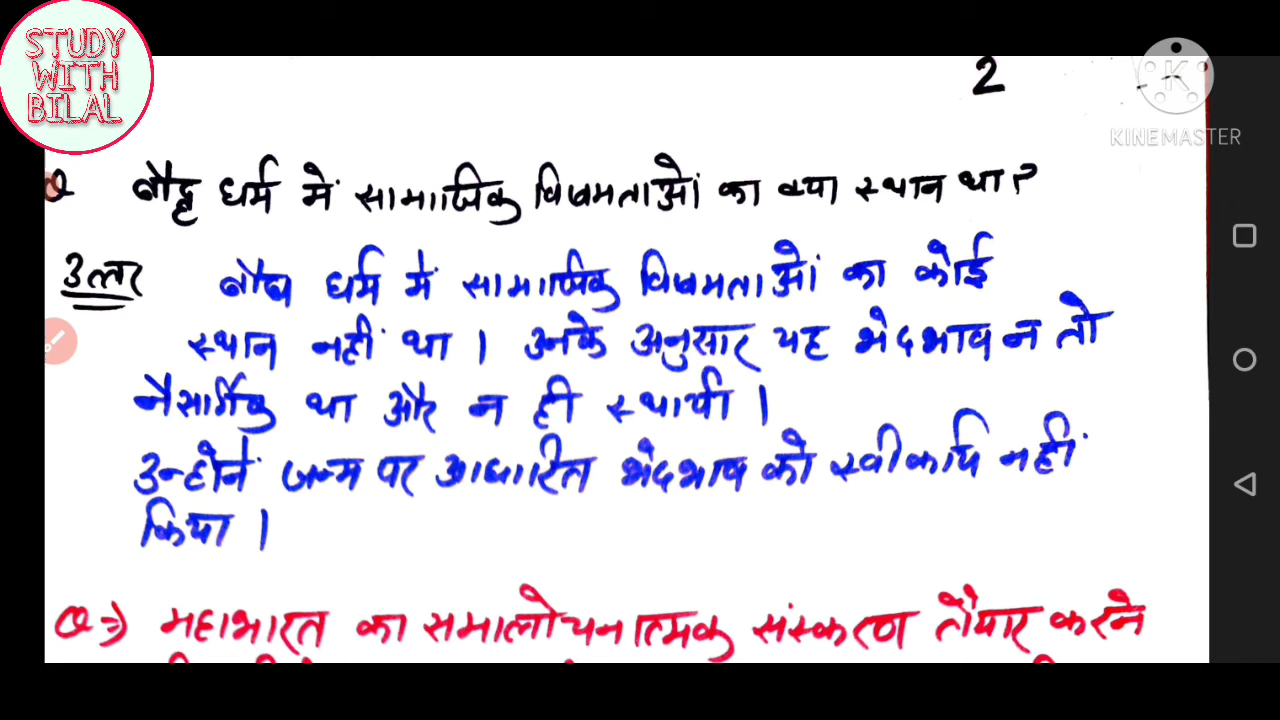 STUDY
WITH
BILAL
2
KINEMASTER
Q बौद्ध धर्म में सामाजिक विषमताओं का क्या स्थान था?
उत्तर बौद्ध धर्म में सामाजिक विषमताओं का कोई
स्थान नहीं था। उनके अनुसार यह भेदभाव न तो
नैसर्गिक था और न ही स्थायी।
उन्होंने जन्म पर आधारित भेदभाव को स्वीकार्य नहीं
किया।
Q⇒ महाभारत का समालोचनात्मक संस्करण तैयार करने